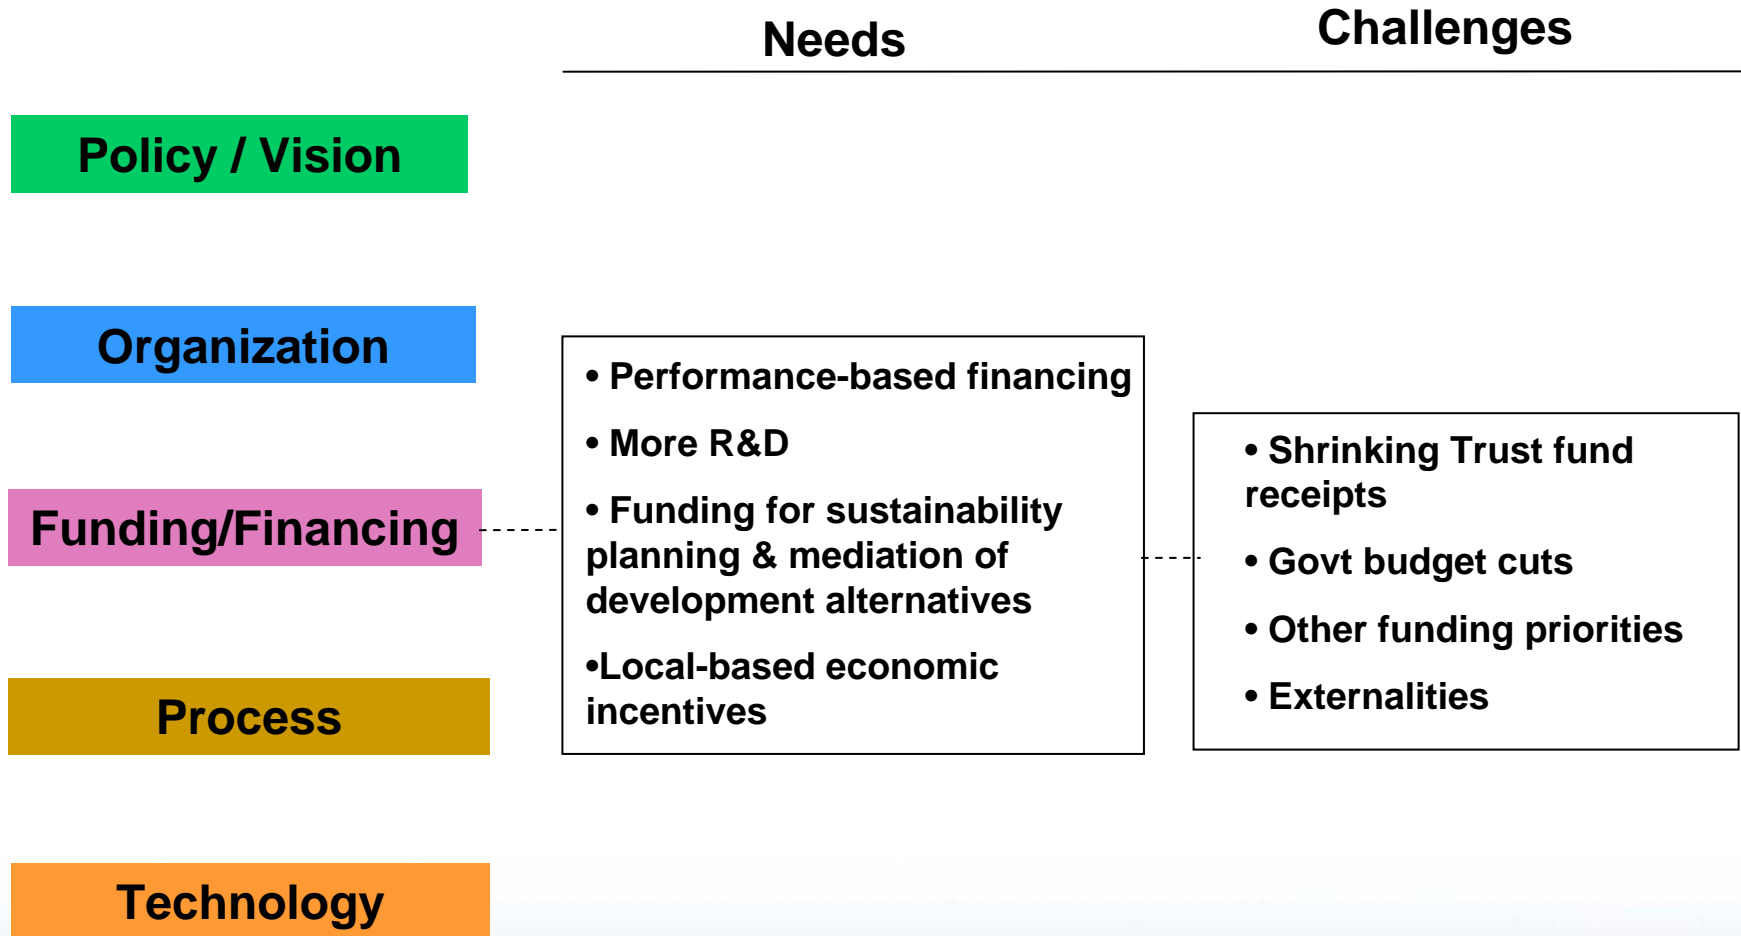 Needs
Challenges
Policy / Vision
Organization
Funding/Financing
Process
Technology
• Performance-based financing
• More R&D
• Funding for sustainability
planning & mediation of
development alternatives
•Local-based economic
incentives
• Shrinking Trust fund
receipts
• Govt budget cuts
• Other funding priorities
• Externalities